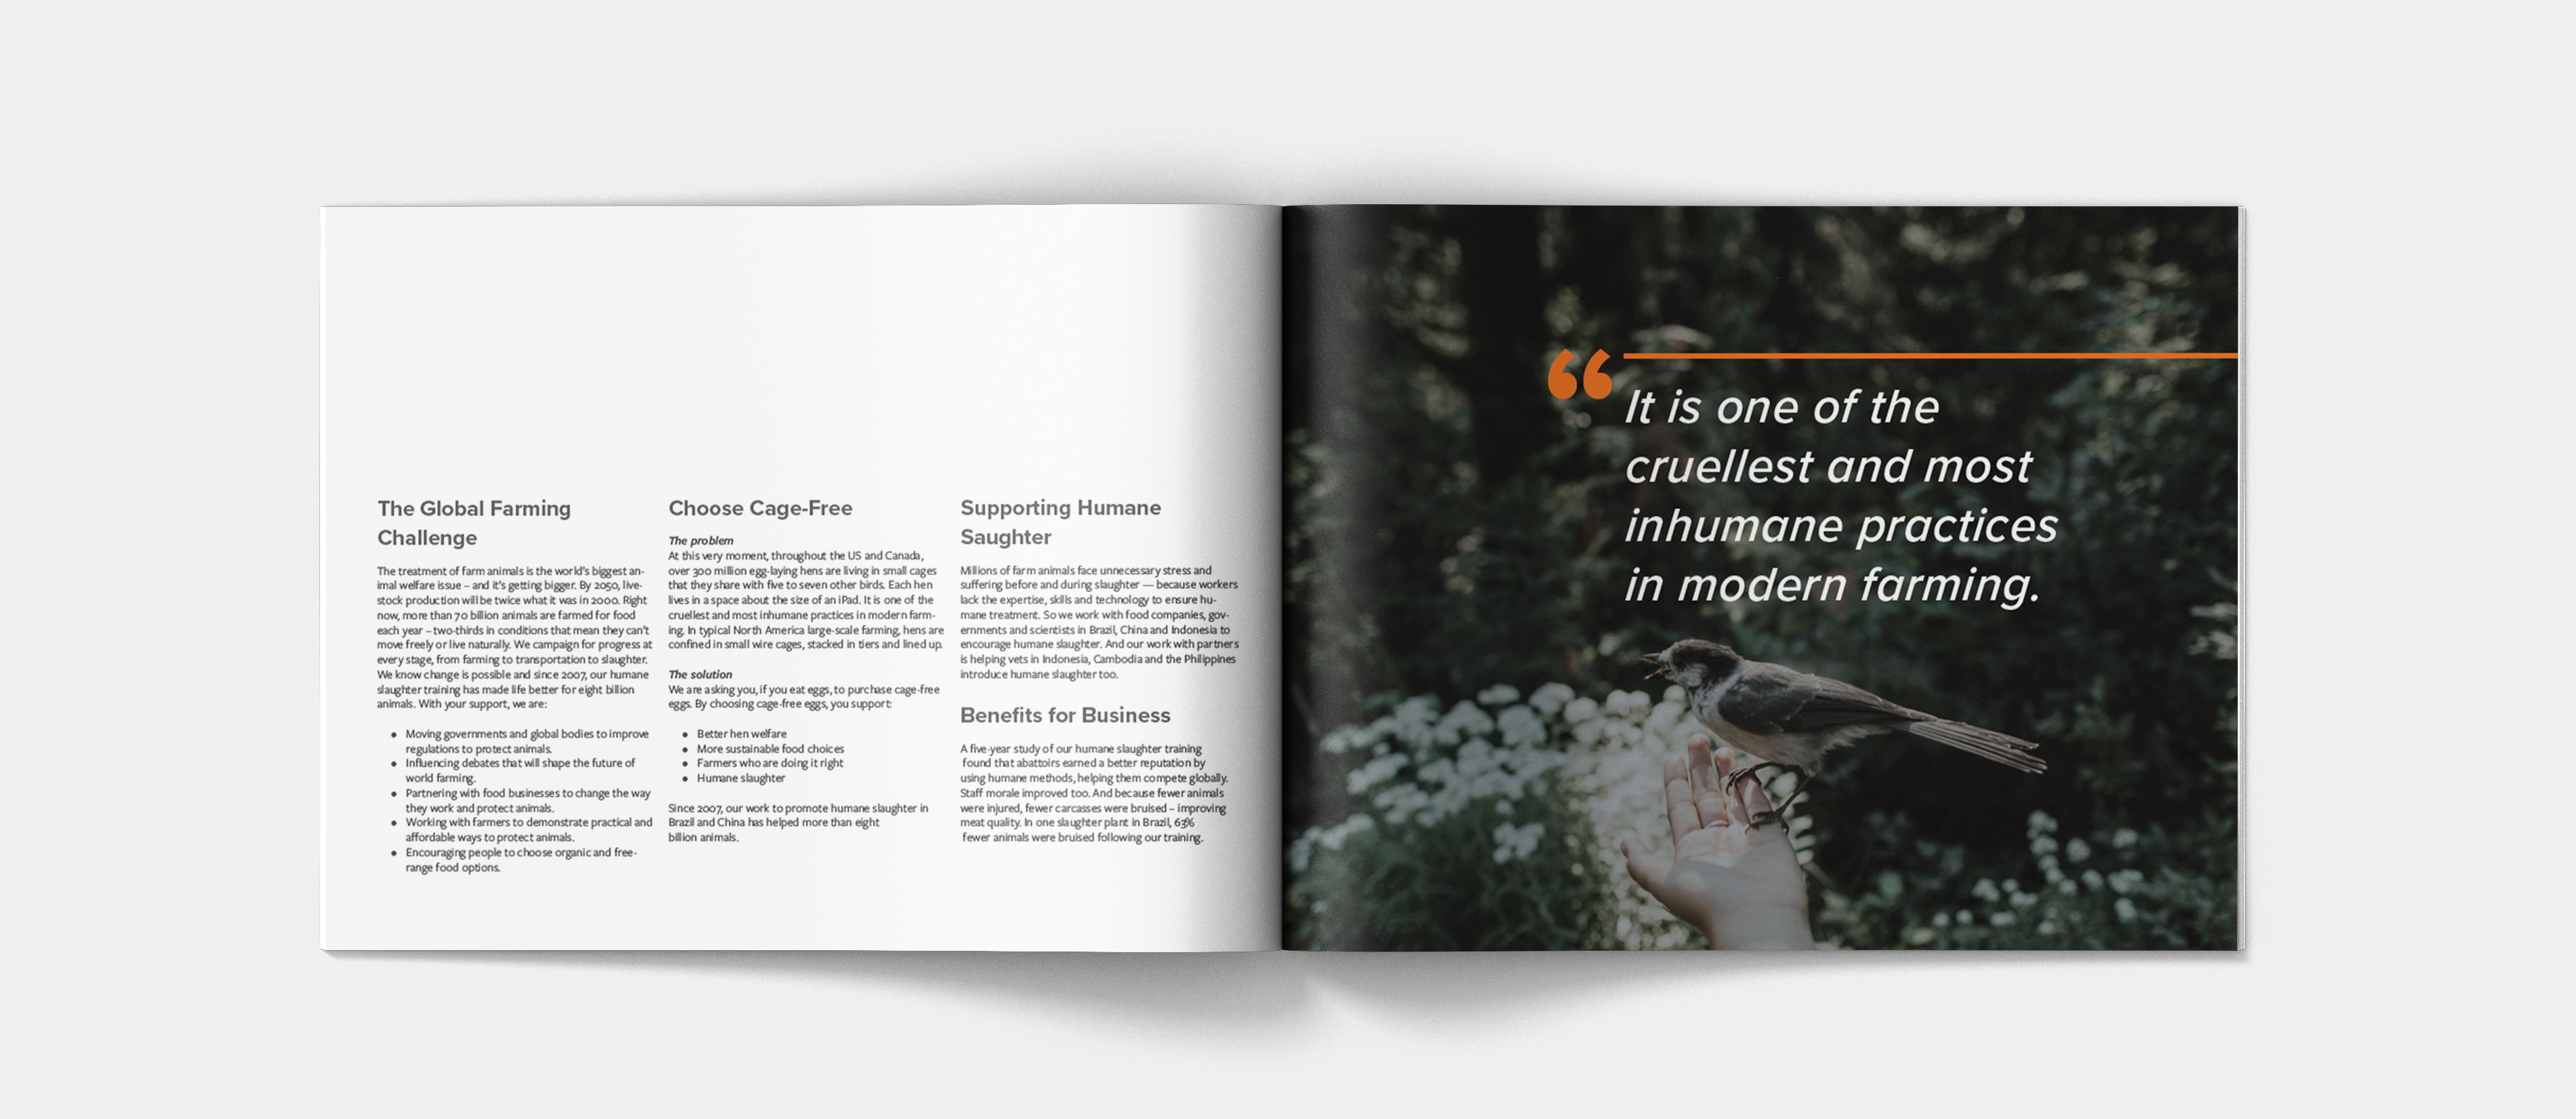 The Global Farming
Challenge
The treatment of farm animals is the world's biggest an-
imal welfare issue – and it's getting bigger. By 2050, live-
stock production will be twice what it was in 2000. Right
now, more than 70 billion animals are farmed for food
each year – two-thirds in conditions that mean they can't
move freely or live naturally. We campaign for progress at
every stage, from farming to transportation to slaughter.
We know change is possible and since 2007, our humane
slaughter training has made life better for eight billion
animals. With your support, we are:
● Moving governments and global bodies to improve
regulations to protect animals.
● Influencing debates that will shape the future of
world farming.
● Partnering with food businesses to change the way
they work and protect animals.
● Working with farmers to demonstrate practical and
affordable ways to protect animals.
● Encouraging people to choose organic and free-
range food options.
Choose Cage-Free
The problem
At this very moment, throughout the US and Canada,
over 300 million egg-laying hens are living in small cages
that they share with five to seven other birds. Each hen
lives in a space about the size of an iPad. It is one of the
cruellest and most inhumane practices in modern farm-
ing. In typical North America large-scale farming, hens are
confined in small wire cages, stacked in tiers and lined up.
The solution
We are asking you, if you eat eggs, to purchase cage-free
eggs. By choosing cage-free eggs, you support:
● Better hen welfare
● More sustainable food choices
● Farmers who are doing it right
● Humane slaughter
Since 2007, our work to promote humane slaughter in
Brazil and China has helped more than eight
billion animals.
Supporting Humane
Saughter
Millions of farm animals face unnecessary stress and
suffering before and during slaughter — because workers
lack the expertise, skills and technology to ensure hu-
mane treatment. So we work with food companies, gov-
ernments and scientists in Brazil, China and Indonesia to
encourage humane slaughter. And our work with partners
is helping vets in Indonesia, Cambodia and the Philippines
introduce humane slaughter too.
Benefits for Business
A five-year study of our humane slaughter training
found that abattoirs earned a better reputation by
using humane methods, helping them compete globally.
Staff morale improved too. And because fewer animals
were injured, fewer carcasses were bruised – improving
meat quality. In one slaughter plant in Brazil, 63%
fewer animals were bruised following our training.
“ It is one of the
cruellest and most
inhumane practices
in modern farming.